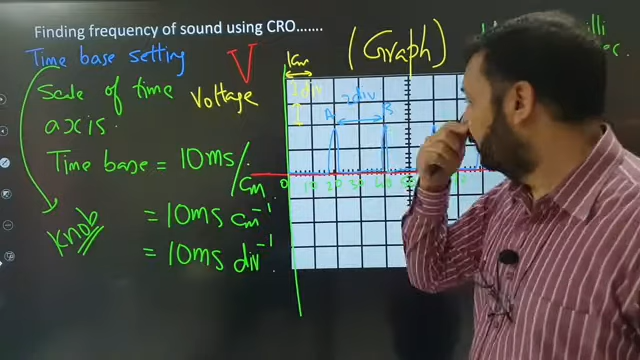 Finding frequency of sound using CRO.......
Time base setting
Scale of time
axis.
Time base = 10ms/cm
= 10ms cm⁻¹
= 10ms div⁻¹
Knob
V
Voltage
(Graph)
1cm
1div
2div
A B
0 10 20 30 40 50